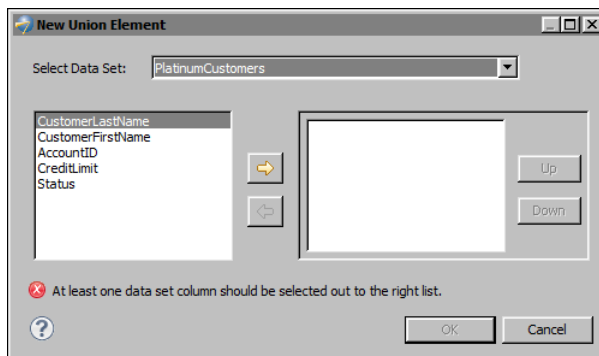 New Union Element
Select Data Set: PlatinumCustomers
CustomerLastName
CustomerFirstName
AccountID
CreditLimit
Status
Up
Down
At least one data set column should be selected out to the right list.
? OK Cancel